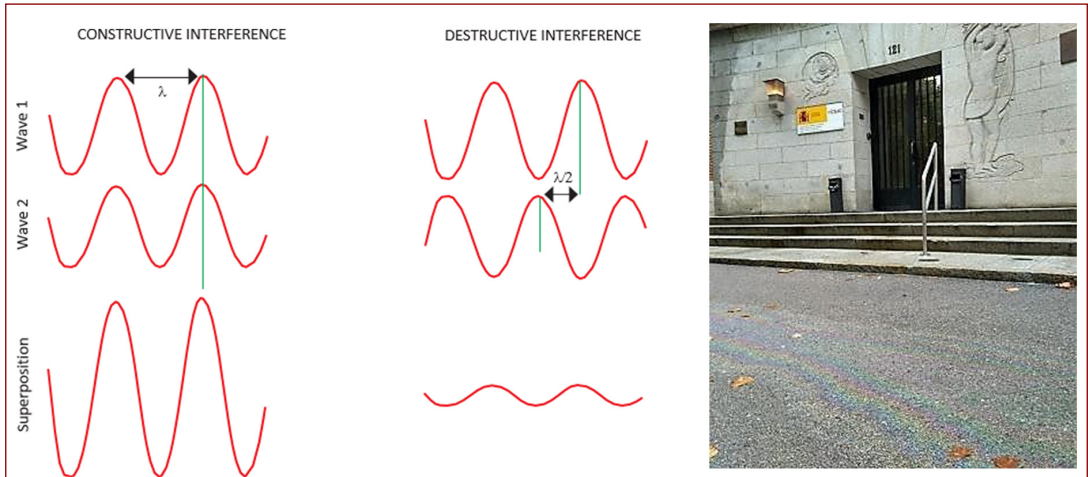 CONSTRUCTIVE INTERFERENCE
DESTRUCTIVE INTERFERENCE
Wave 1
λ
Wave 2
λ/2
Superposition
121